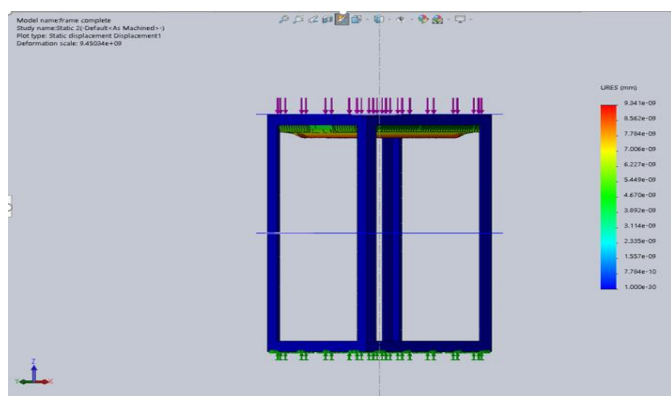 Model name:frame complete
Study name:Static 2(-Default<As Machined>-)
Plot type: Static displacement Displacement1
Deformation scale: 9.45034e+09
URES (mm)
9.341e-09
8.562e-09
7.784e-09
7.006e-09
6.227e-09
5.449e-09
4.670e-09
3.892e-09
3.114e-09
2.335e-09
1.557e-09
7.784e-10
1.000e-30
Z
Y
X